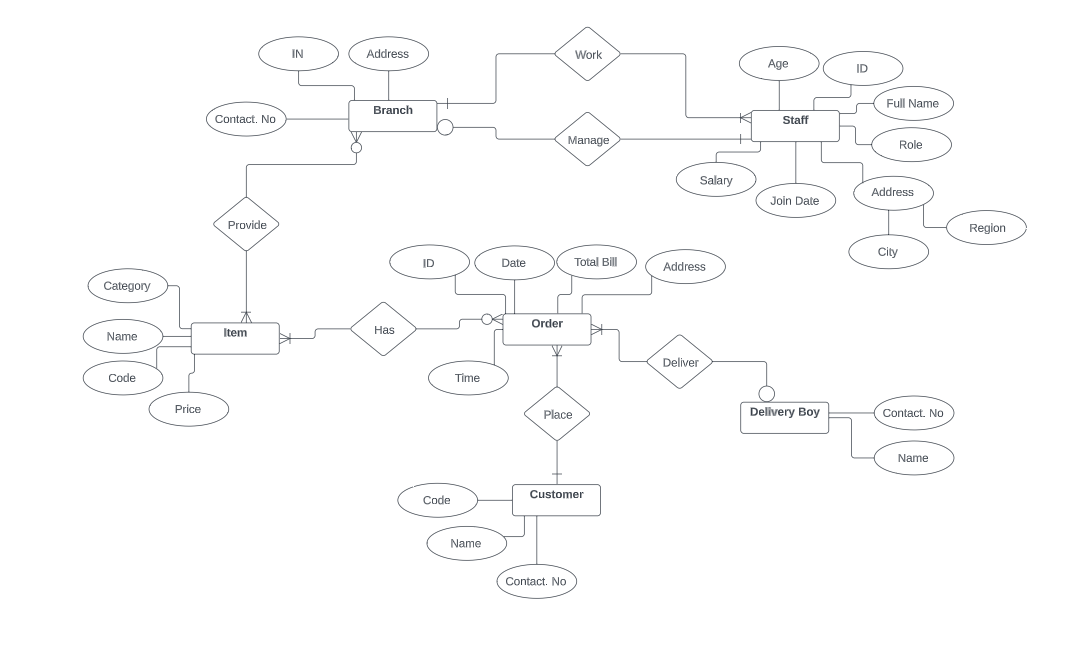 IN
Address
Work
Age
ID
Branch
Contact. No
Full Name
Staff
Manage
Role
Salary
Join Date
Address
Region
City
Provide
ID
Date
Total Bill
Address
Category
Name
Item
Has
Order
Code
Price
Time
Deliver
Place
Delivery Boy
Contact. No
Name
Code
Customer
Name
Contact. No